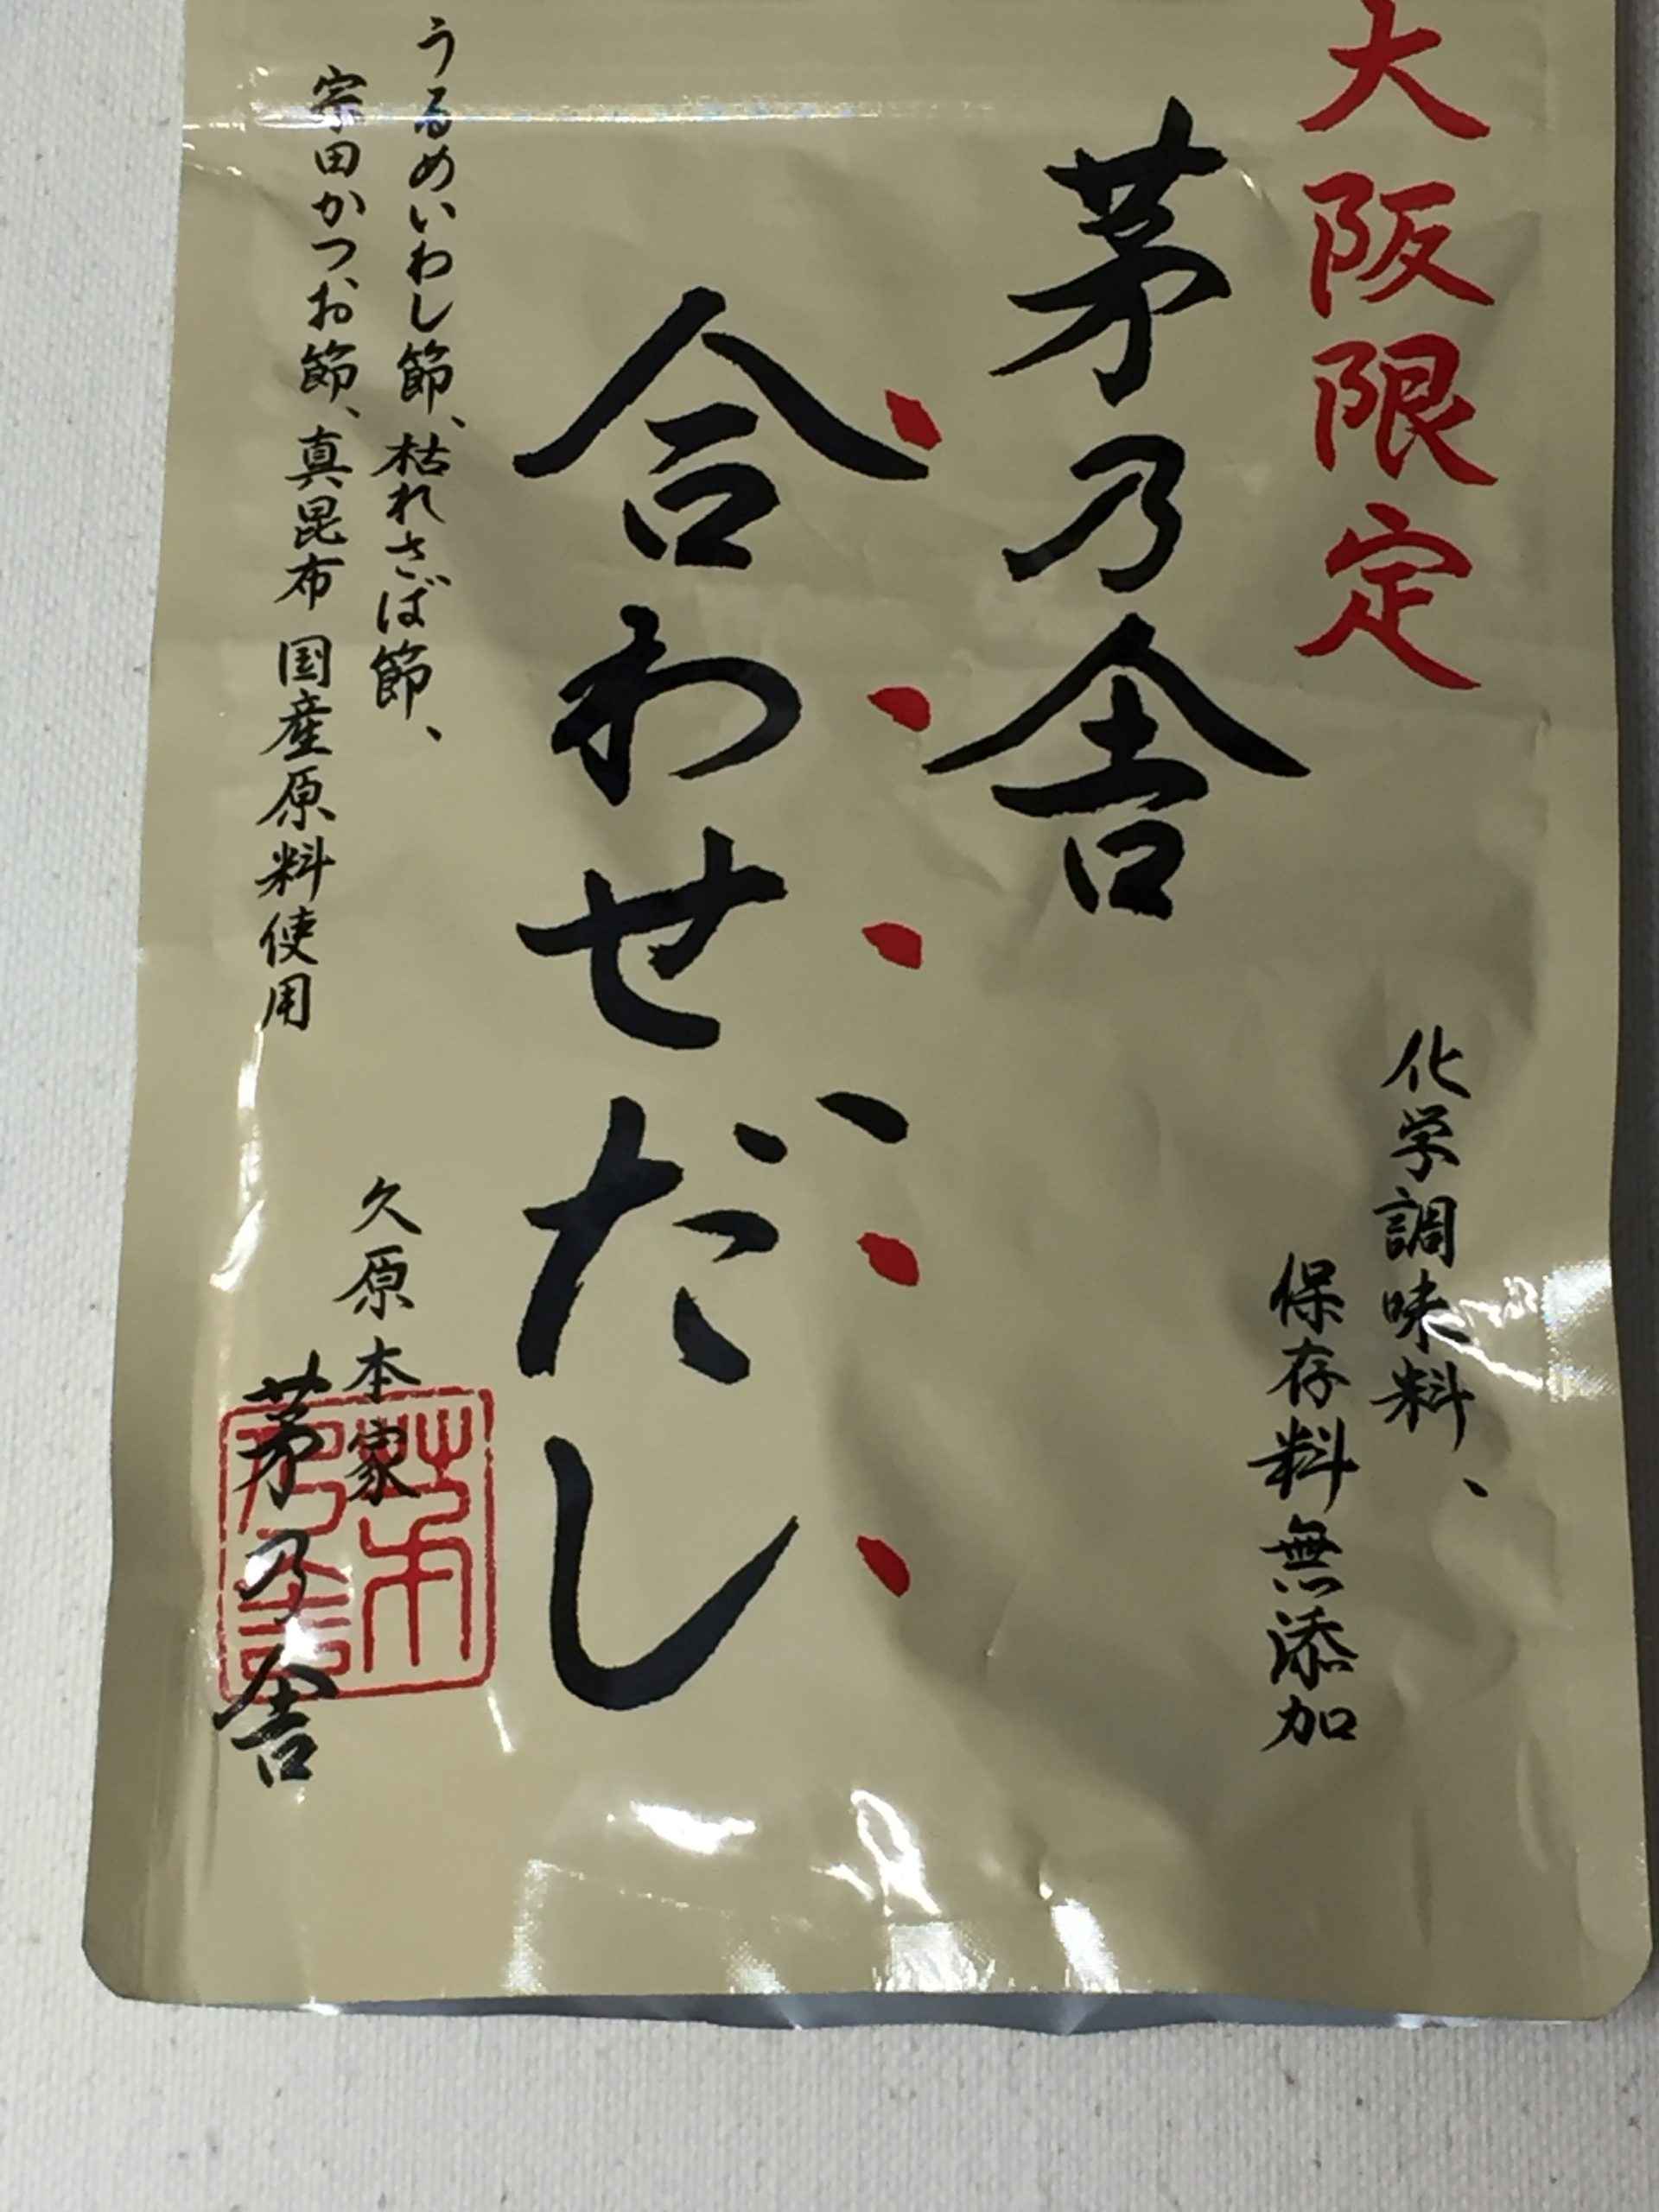 大阪限定
化学調味料、
保存料無添加
茅乃舎
合わせだし
うるめいわし節、枯れさば節、
宗田かつお節、真昆布 国産原料使用
久原本家
茅乃舎
茅乃舎